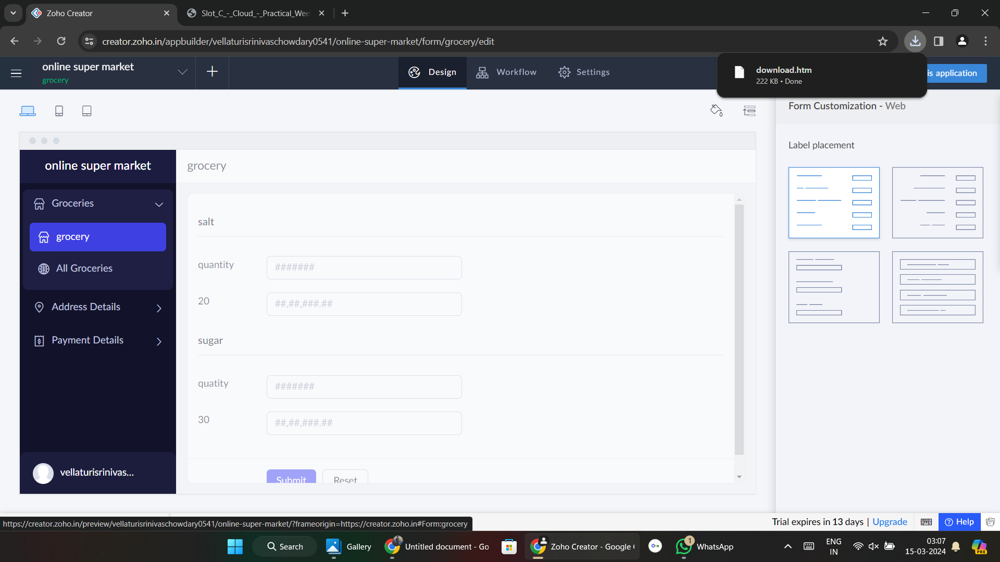 Zoho Creator
Slot_C_-_Cloud_-_Practical_Wee
creator.zoho.in/appbuilder/vellaturisrinivaschowdary0541/online-super-market/form/grocery/edit
online super market
grocery
Design
Workflow
Settings
download.htm
222 KB • Done
is application
Form Customization - Web
Label placement
online super market
Groceries
grocery
All Groceries
Address Details
Payment Details
vellaturisrinivas...
grocery
salt
quantity
#######
20
##,##,###.##
sugar
quatity
#######
30
##,##,###.##
Submit
Reset
https://creator.zoho.in/preview/vellaturisrinivaschowdary0541/online-super-market/?frameorigin=https://creator.zoho.in#Form:grocery
Trial expires in 13 days | Upgrade
Help
Search
Gallery
Untitled document - Go
Zoho Creator - Google
1
WhatsApp
ENG
IN
03:07
15-03-2024
PRE